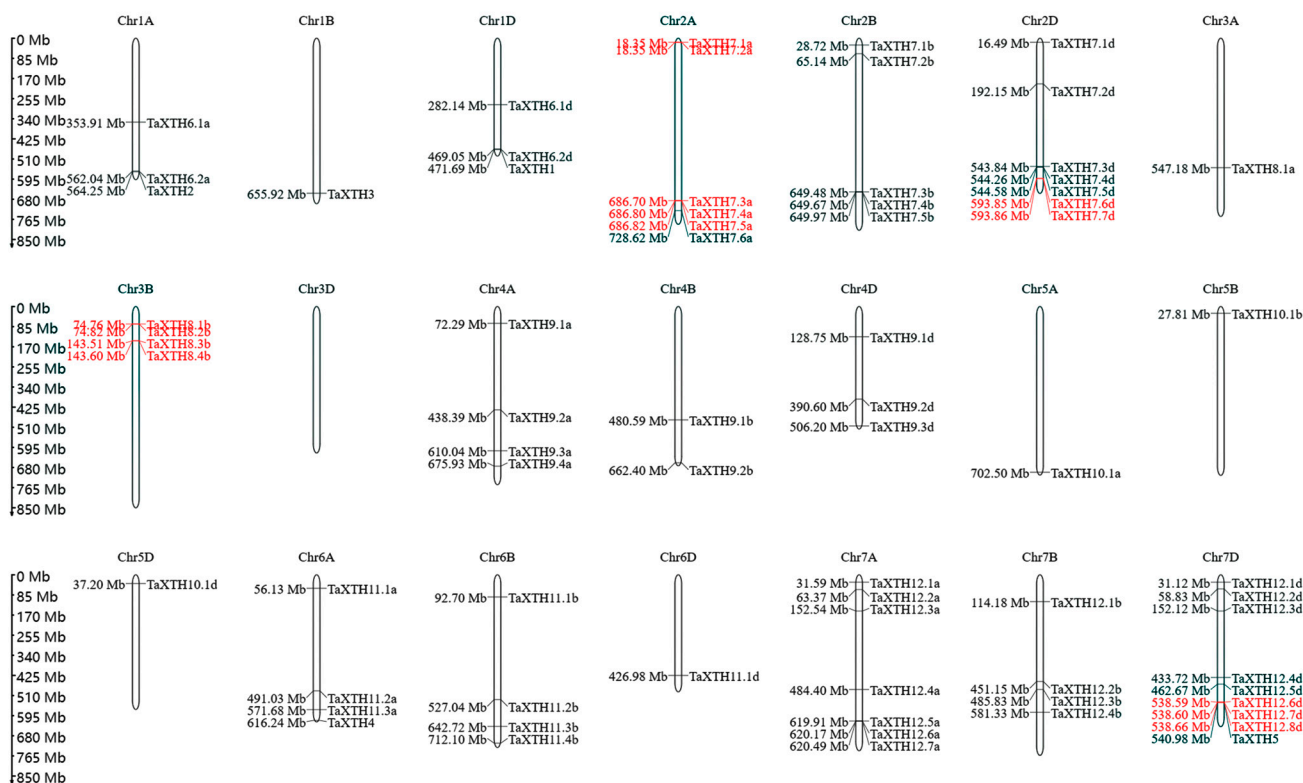 Chr1A Chr1B Chr1D Chr2A Chr2B Chr2D Chr3A
0 Mb
85 Mb
170 Mb
255 Mb
340 Mb
425 Mb
510 Mb
595 Mb
680 Mb
765 Mb
850 Mb
353.91 Mb TaXTH6.1a
562.04 Mb TaXTH6.2a
564.25 Mb TaXTH2
655.92 Mb TaXTH3
282.14 Mb TaXTH6.1d
469.05 Mb TaXTH6.2d
471.69 Mb TaXTH1
18.35 Mb TaXTH7.1a
18.35 Mb TaXTH7.2a
686.70 Mb TaXTH7.3a
686.80 Mb TaXTH7.4a
686.82 Mb TaXTH7.5a
728.62 Mb TaXTH7.6a
28.72 Mb TaXTH7.1b
65.14 Mb TaXTH7.2b
649.48 Mb TaXTH7.3b
649.67 Mb TaXTH7.4b
649.97 Mb TaXTH7.5b
16.49 Mb TaXTH7.1d
192.15 Mb TaXTH7.2d
543.84 Mb TaXTH7.3d
544.26 Mb TaXTH7.4d
544.58 Mb TaXTH7.5d
593.85 Mb TaXTH7.6d
593.86 Mb TaXTH7.7d
547.18 Mb TaXTH8.1a
Chr3B Chr3D Chr4A Chr4B Chr4D Chr5A Chr5B
0 Mb
85 Mb
170 Mb
255 Mb
340 Mb
425 Mb
510 Mb
595 Mb
680 Mb
765 Mb
850 Mb
74.76 Mb TaXTH8.1b
74.82 Mb TaXTH8.2b
143.51 Mb TaXTH8.3b
143.60 Mb TaXTH8.4b
72.29 Mb TaXTH9.1a
438.39 Mb TaXTH9.2a
610.04 Mb TaXTH9.3a
675.93 Mb TaXTH9.4a
480.59 Mb TaXTH9.1b
662.40 Mb TaXTH9.2b
128.75 Mb TaXTH9.1d
390.60 Mb TaXTH9.2d
506.20 Mb TaXTH9.3d
702.50 Mb TaXTH10.1a
27.81 Mb TaXTH10.1b
Chr5D Chr6A Chr6B Chr6D Chr7A Chr7B Chr7D
0 Mb
85 Mb
170 Mb
255 Mb
340 Mb
425 Mb
510 Mb
595 Mb
680 Mb
765 Mb
850 Mb
37.20 Mb TaXTH10.1d
56.13 Mb TaXTH11.1a
491.03 Mb TaXTH11.2a
571.68 Mb TaXTH11.3a
616.24 Mb TaXTH4
92.70 Mb TaXTH11.1b
527.04 Mb TaXTH11.2b
642.72 Mb TaXTH11.3b
712.10 Mb TaXTH11.4b
426.98 Mb TaXTH11.1d
31.59 Mb TaXTH12.1a
63.37 Mb TaXTH12.2a
152.54 Mb TaXTH12.3a
484.40 Mb TaXTH12.4a
619.91 Mb TaXTH12.5a
620.17 Mb TaXTH12.6a
620.49 Mb TaXTH12.7a
114.18 Mb TaXTH12.1b
451.15 Mb TaXTH12.2b
485.83 Mb TaXTH12.3b
581.33 Mb TaXTH12.4b
31.12 Mb TaXTH12.1d
58.83 Mb TaXTH12.2d
152.12 Mb TaXTH12.3d
433.72 Mb TaXTH12.4d
462.67 Mb TaXTH12.5d
538.59 Mb TaXTH12.6d
538.60 Mb TaXTH12.7d
538.66 Mb TaXTH12.8d
540.98 Mb TaXTH5